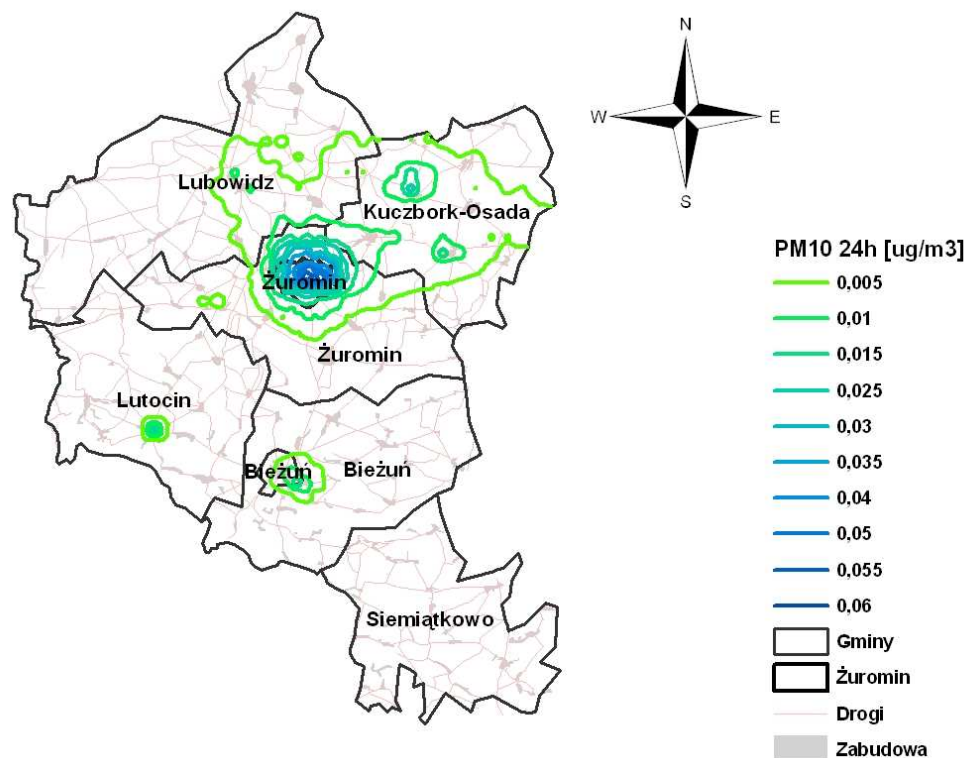 N
W E
S
Lubowidz
Kuczbork-Osada
Żuromin
Żuromin
Lutocin
Bieżuń Bieżuń
Siemiątkowo
PM10 24h [ug/m3]
0,005
0,01
0,015
0,025
0,03
0,035
0,04
0,05
0,055
0,06
Gminy
Żuromin
Drogi
Zabudowa